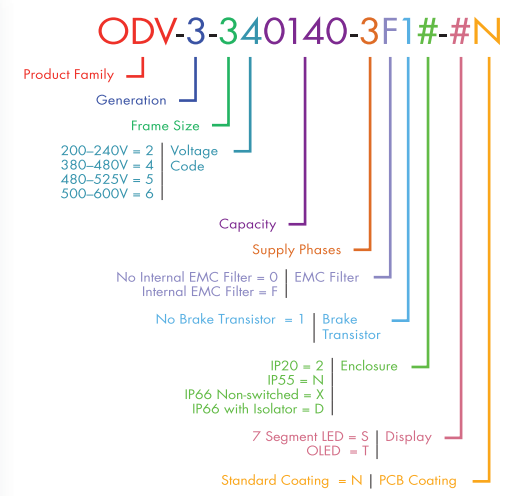 ODV-3-340140-3F1#-#N
Product Family
Generation
Frame Size
200–240V = 2
380–480V = 4
480–525V = 5
500–600V = 6
Voltage
Code
Capacity
Supply Phases
No Internal EMC Filter = 0
Internal EMC Filter = F
EMC Filter
No Brake Transistor = 1
Brake
Transistor
IP20 = 2
IP55 = N
IP66 Non-switched = X
IP66 with Isolator = D
Enclosure
7 Segment LED = S
OLED = T
Display
Standard Coating = N
PCB Coating